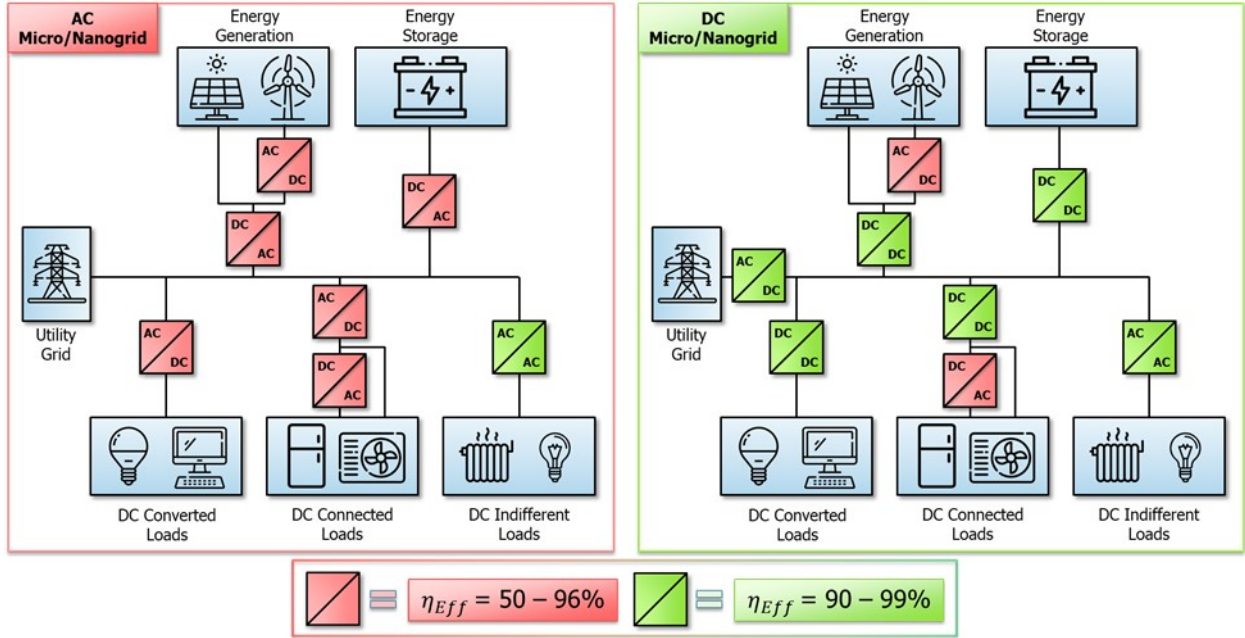 AC
Micro/Nanogrid
Energy
Generation
Energy
Storage
AC
DC
DC
AC
DC
AC
Utility
Grid
AC
DC
AC
DC
DC
AC
AC
AC
DC Converted
Loads
DC Connected
Loads
DC Indifferent
Loads
DC
Micro/Nanogrid
Energy
Generation
Energy
Storage
AC
DC
DC
DC
DC
DC
Utility
Grid
AC
DC
DC
DC
DC
DC
DC
AC
AC
AC
DC Converted
Loads
DC Connected
Loads
DC Indifferent
Loads
= η_Eff = 50 – 96%
= η_Eff = 90 – 99%